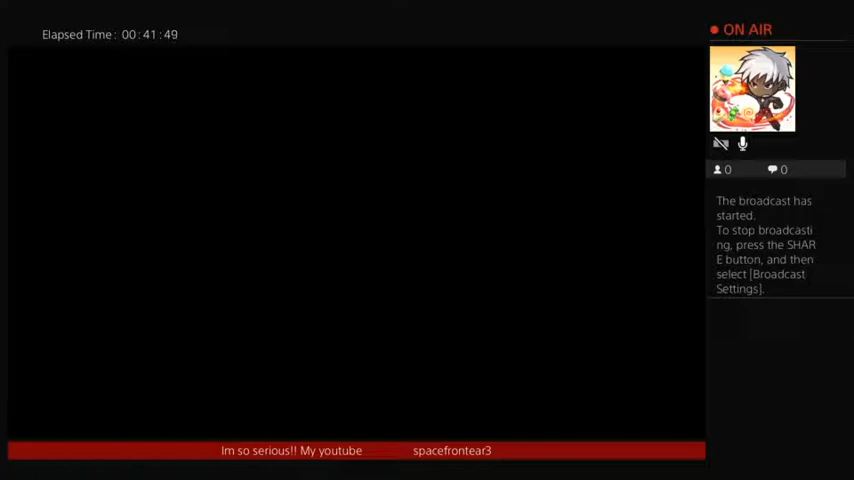 Elapsed Time: 00:41:49
ON AIR
0 0
The broadcast has
started.
To stop broadcasti
ng, press the SHAR
E button, and then
select [Broadcast
Settings].
Im so serious!! My youtube spacefrontear3